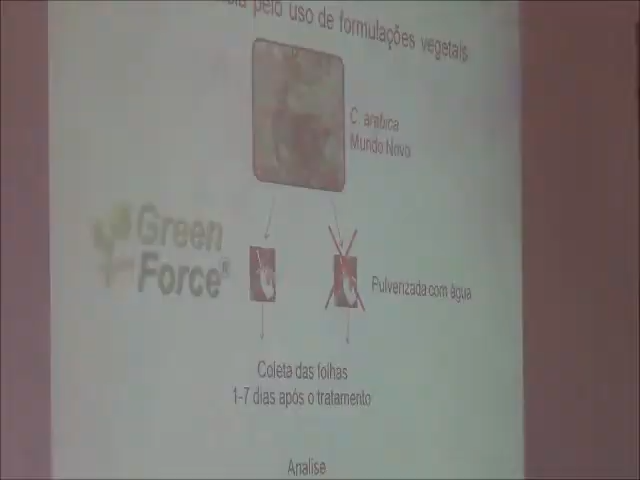 pelo uso de formulações vegetais
C. arabica
Mundo Novo
Green
Force®
Pulverizada com água
Coleta das folhas
1-7 dias após o tratamento
Analise